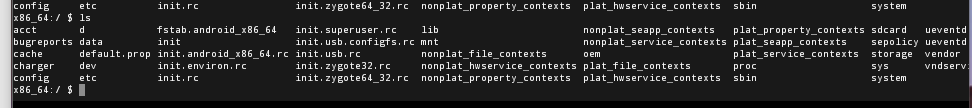 config etc init.rc init.zygote64_32.rc nonplat_property_contexts plat_hwservice_contexts sbin system
x86_64:/ $ ls
acct d fstab.android_x86_64 init.superuser.rc lib nonplat_seapp_contexts plat_property_contexts sdcard ueventd
bugreports data init init.usb.configfs.rc mnt nonplat_service_contexts plat_seapp_contexts sepolicy ueventd
cache default.prop init.android_x86_64.rc init.usb.rc nonplat_file_contexts oem plat_service_contexts storage vendor
charger dev init.environ.rc init.zygote32.rc nonplat_hwservice_contexts plat_file_contexts proc sys vndserv
config etc init.rc init.zygote64_32.rc nonplat_property_contexts plat_hwservice_contexts sbin system
x86_64:/ $